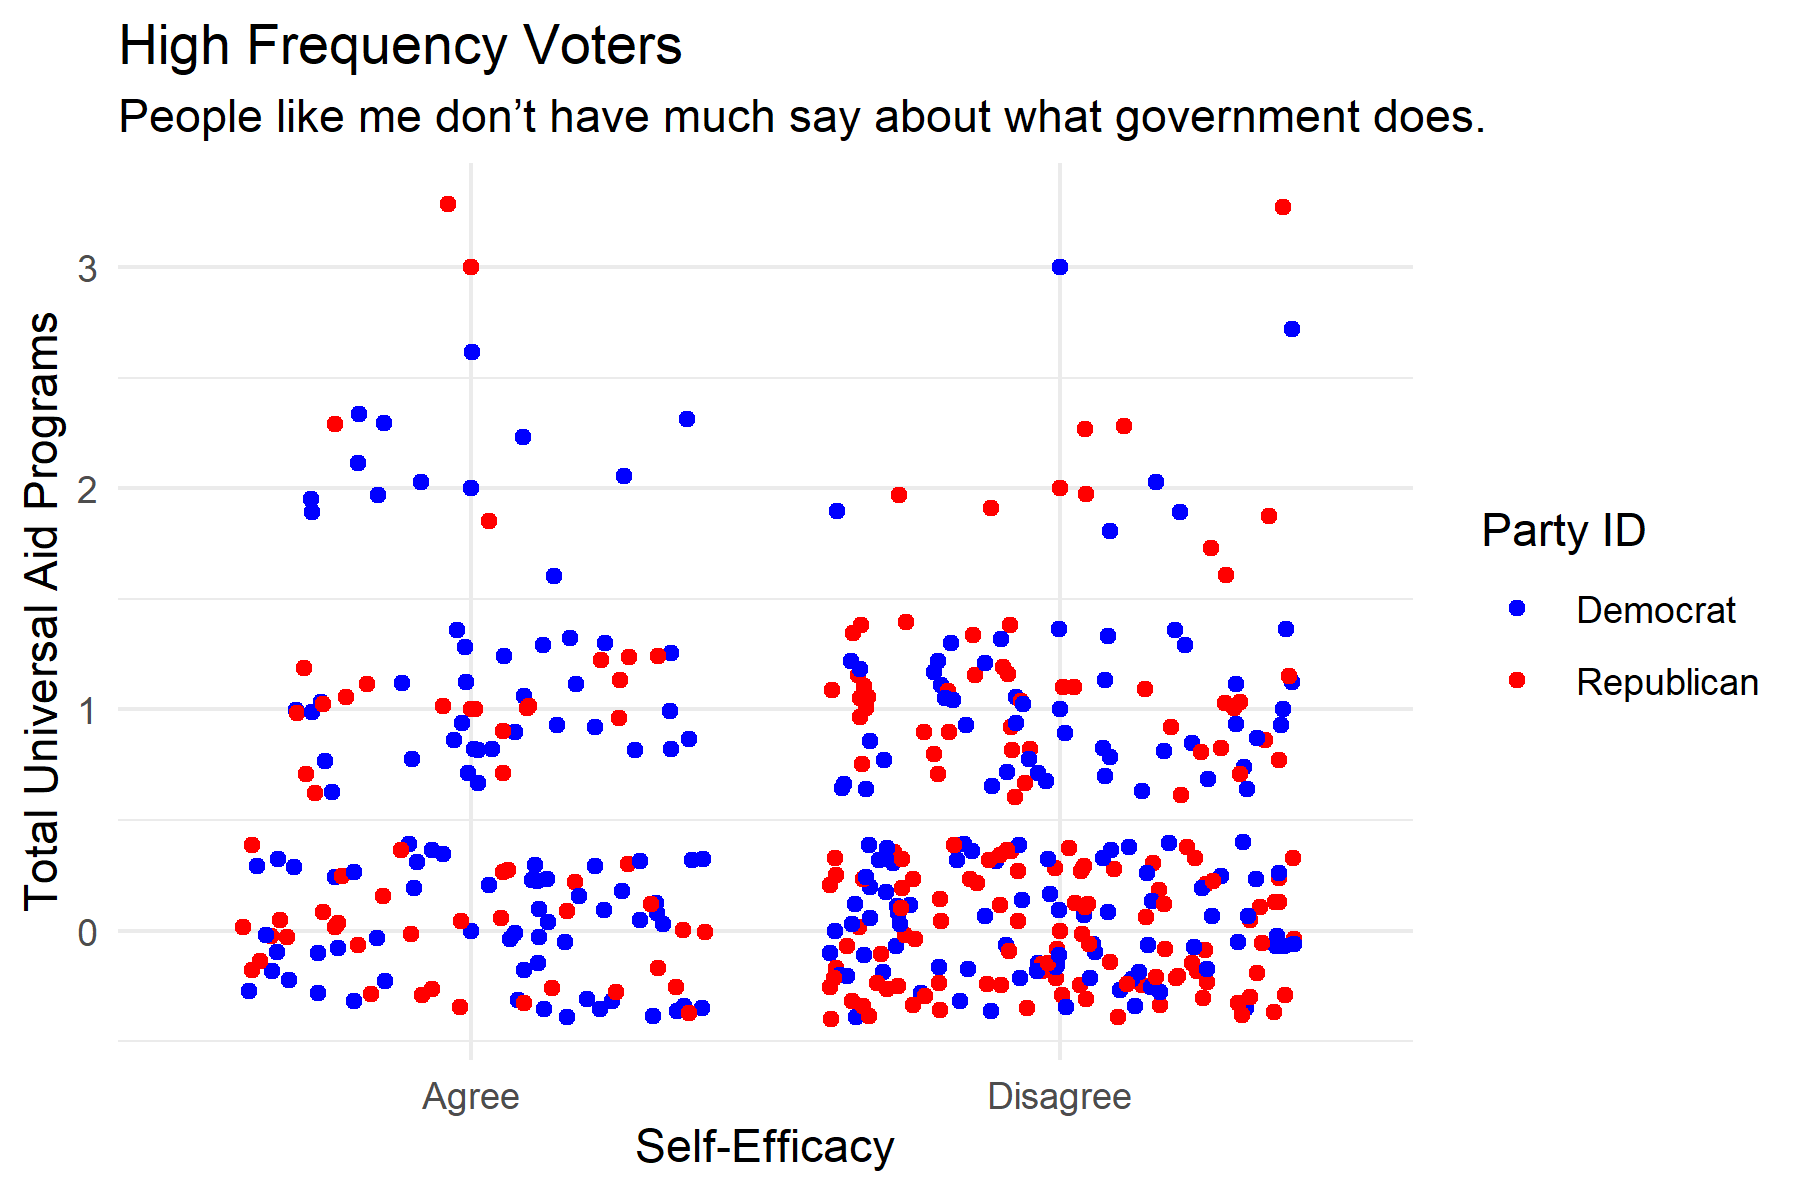 High Frequency Voters
People like me don’t have much say about what government does.
Total Universal Aid Programs
3
2
1
0
Agree
Disagree
Self-Efficacy
Party ID
Democrat
Republican